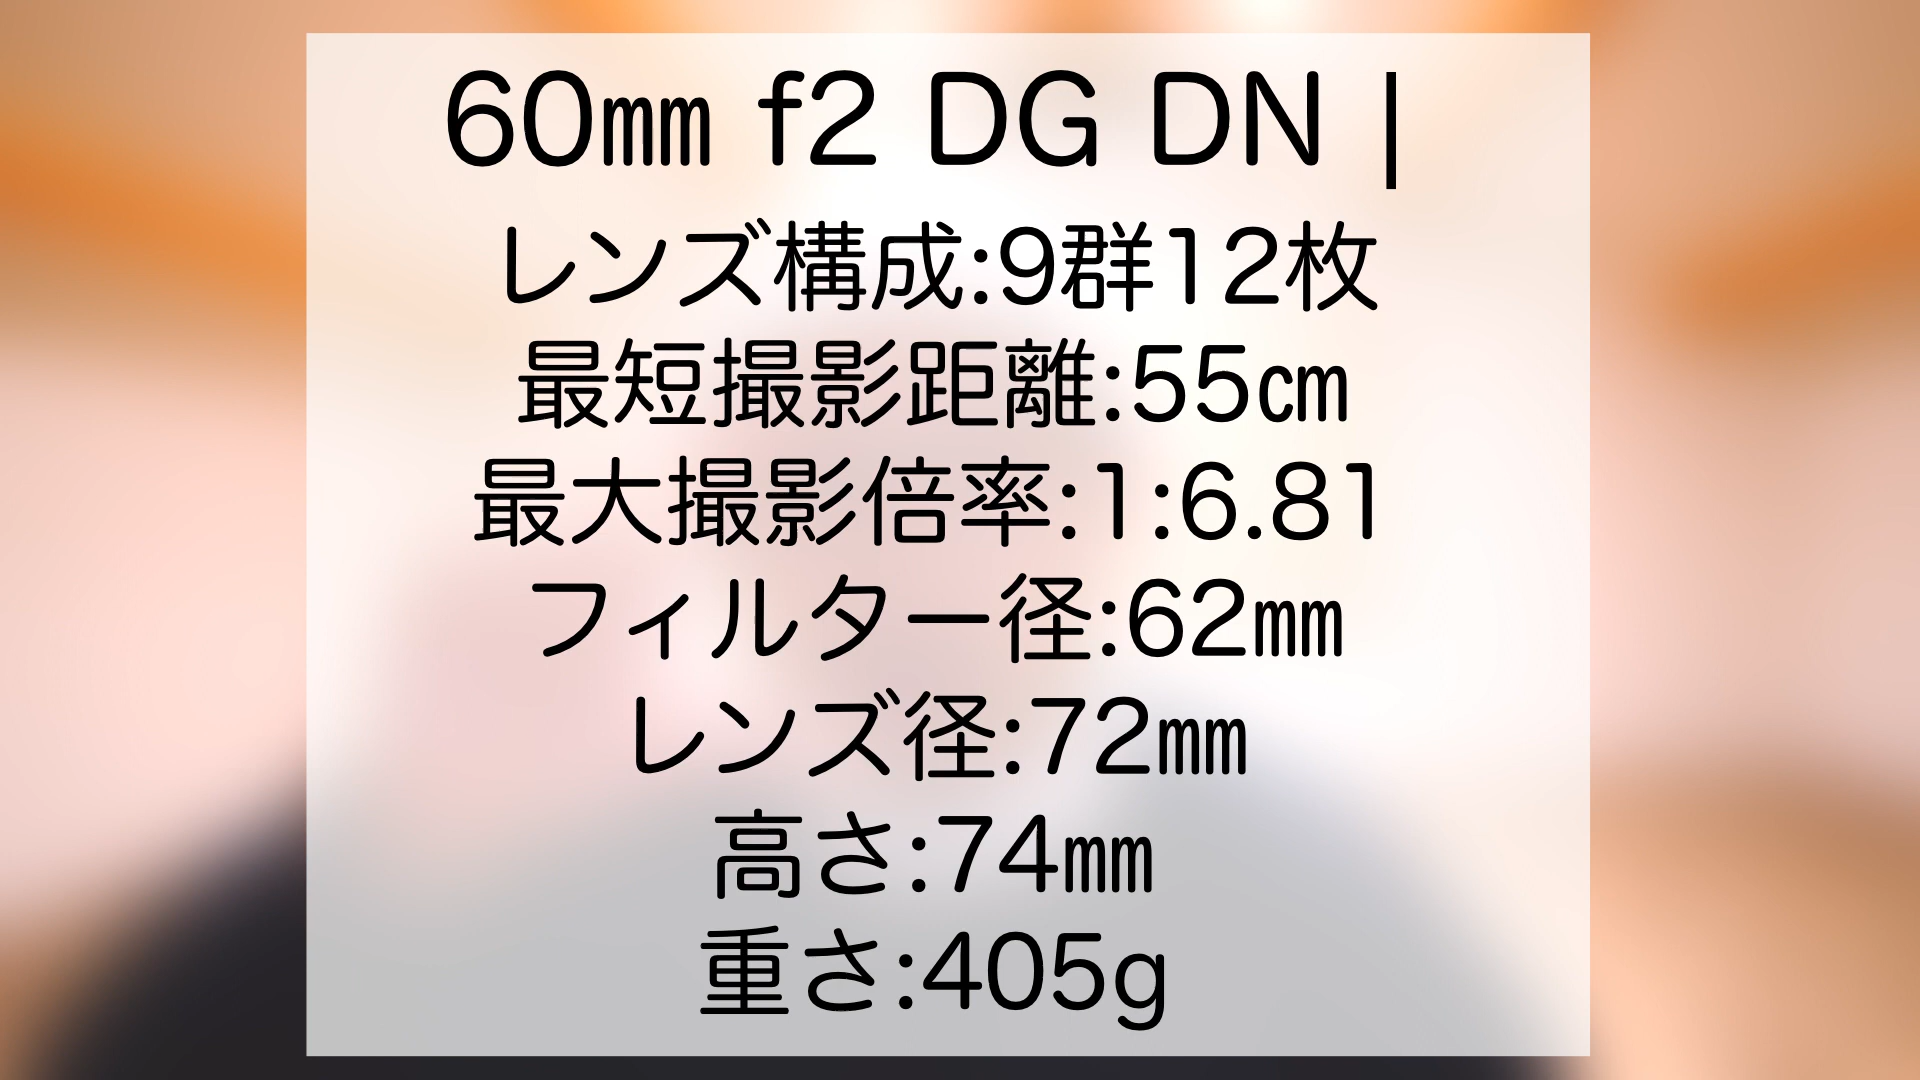 60㎜ f2 DG DN |
レンズ構成:9群12枚
最短撮影距離:55㎝
最大撮影倍率:1:6.81
フィルター径:62㎜
レンズ径:72㎜
高さ:74㎜
重さ:405g